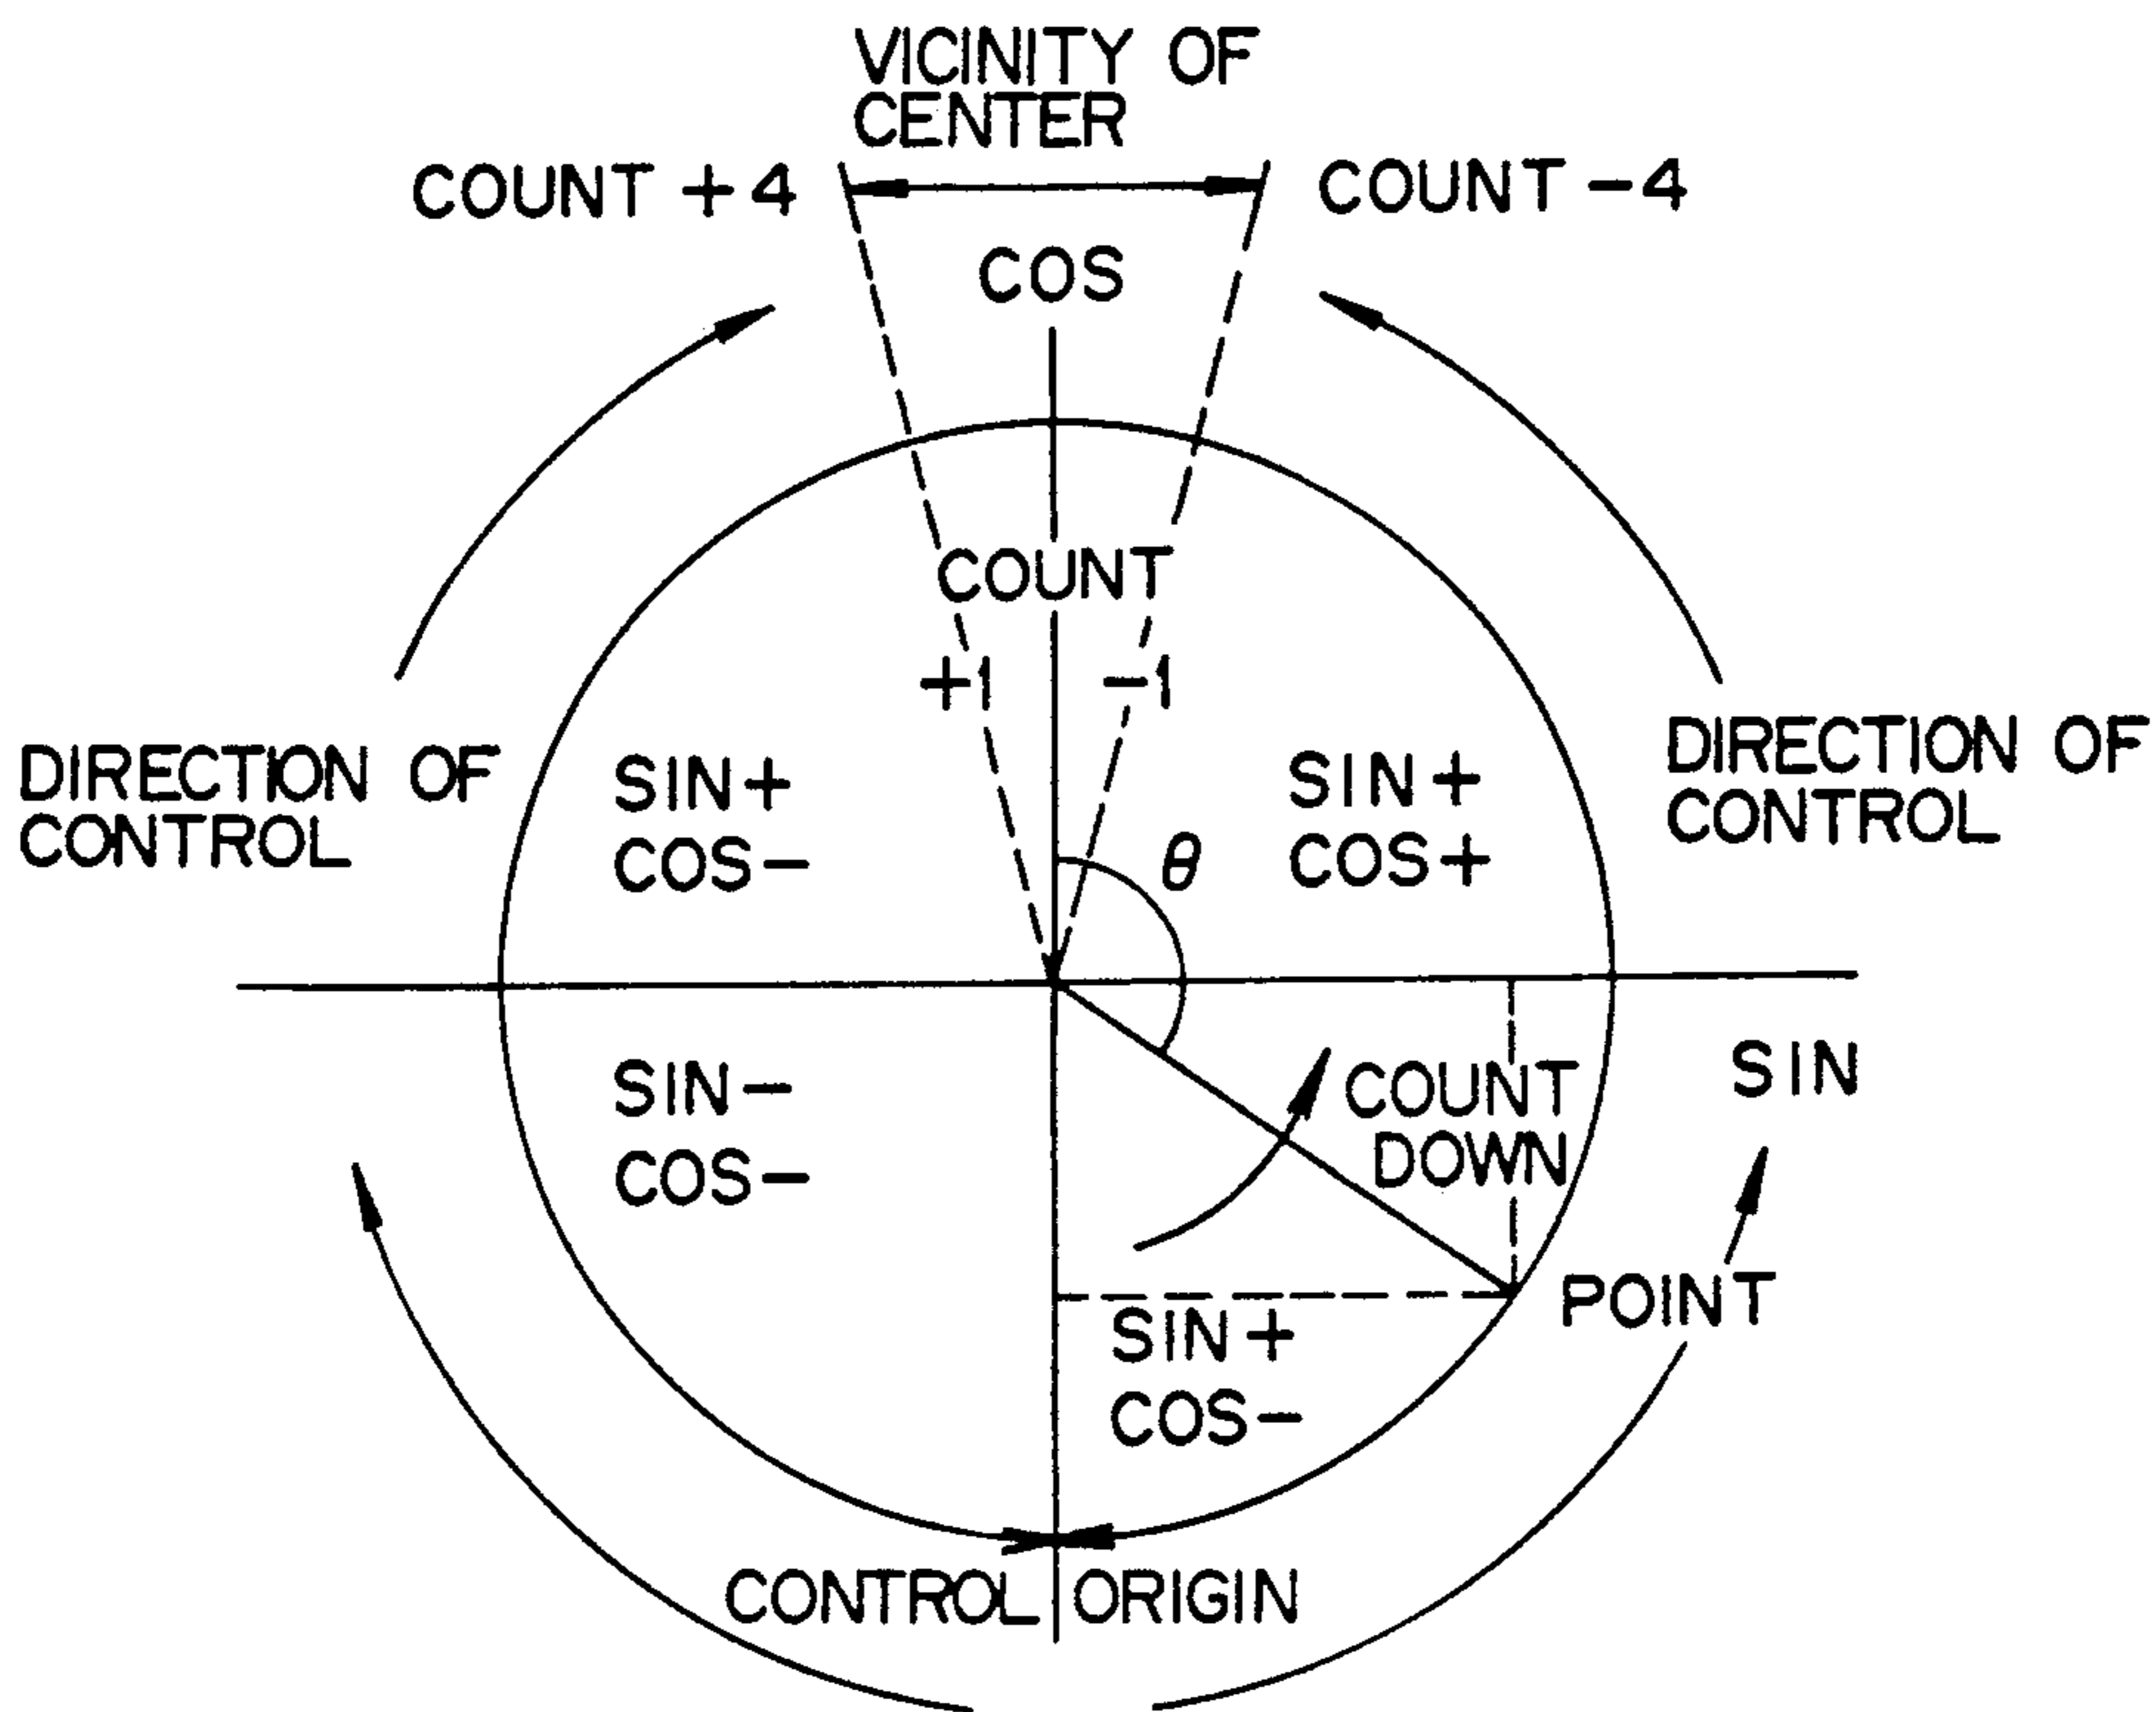 VICINITY OF
CENTER
COUNT +4
COUNT -4
COS
COUNT
+1
-1
DIRECTION OF
CONTROL
SIN+
COS-
θ
SIN+
COS+
DIRECTION OF
CONTROL
SIN-
COS-
COUNT
DOWN
SIN
POINT
SIN+
COS-
CONTROL ORIGIN